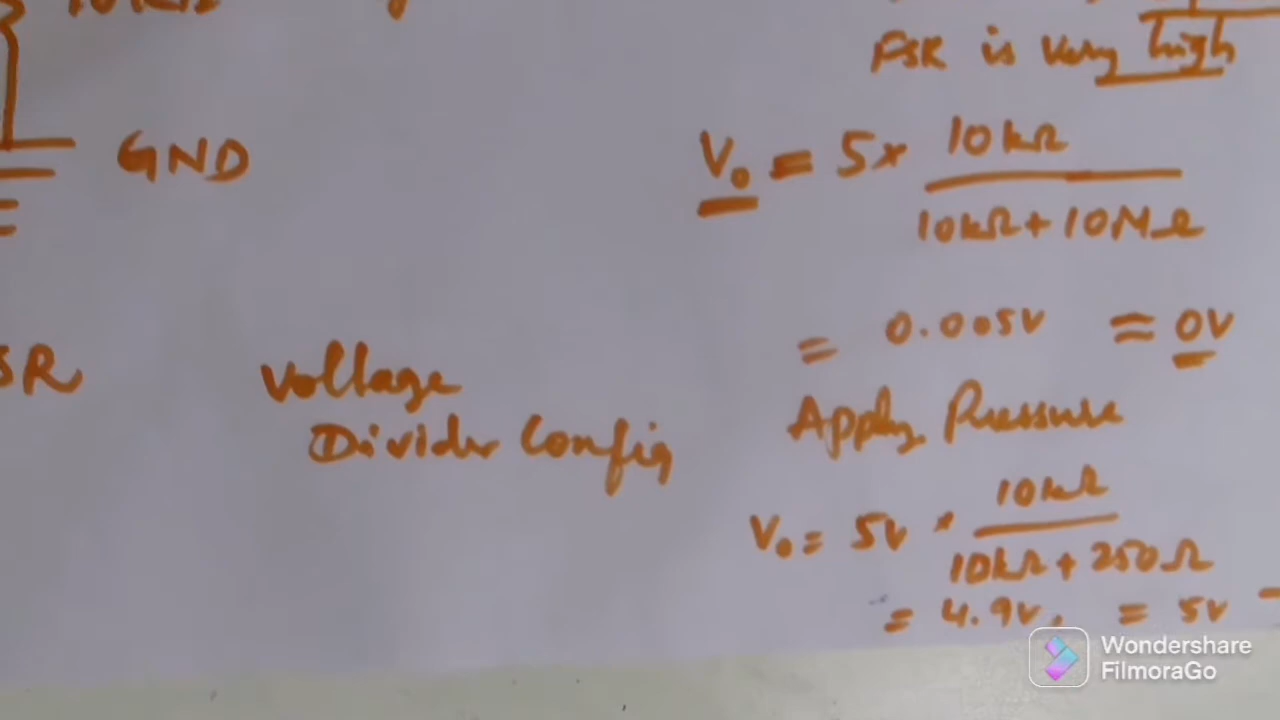 10kΩ
FSR is very high
GND
V₀ = 5 × 10kΩ
10kΩ + 10MΩ
= 0.005V = 0V
SR
Voltage
Divider Config
Apply Pressure
V₀ = 5V * 10kΩ
10kΩ + 250Ω
= 4.9V, = 5V
Wondershare
FilmoraGo